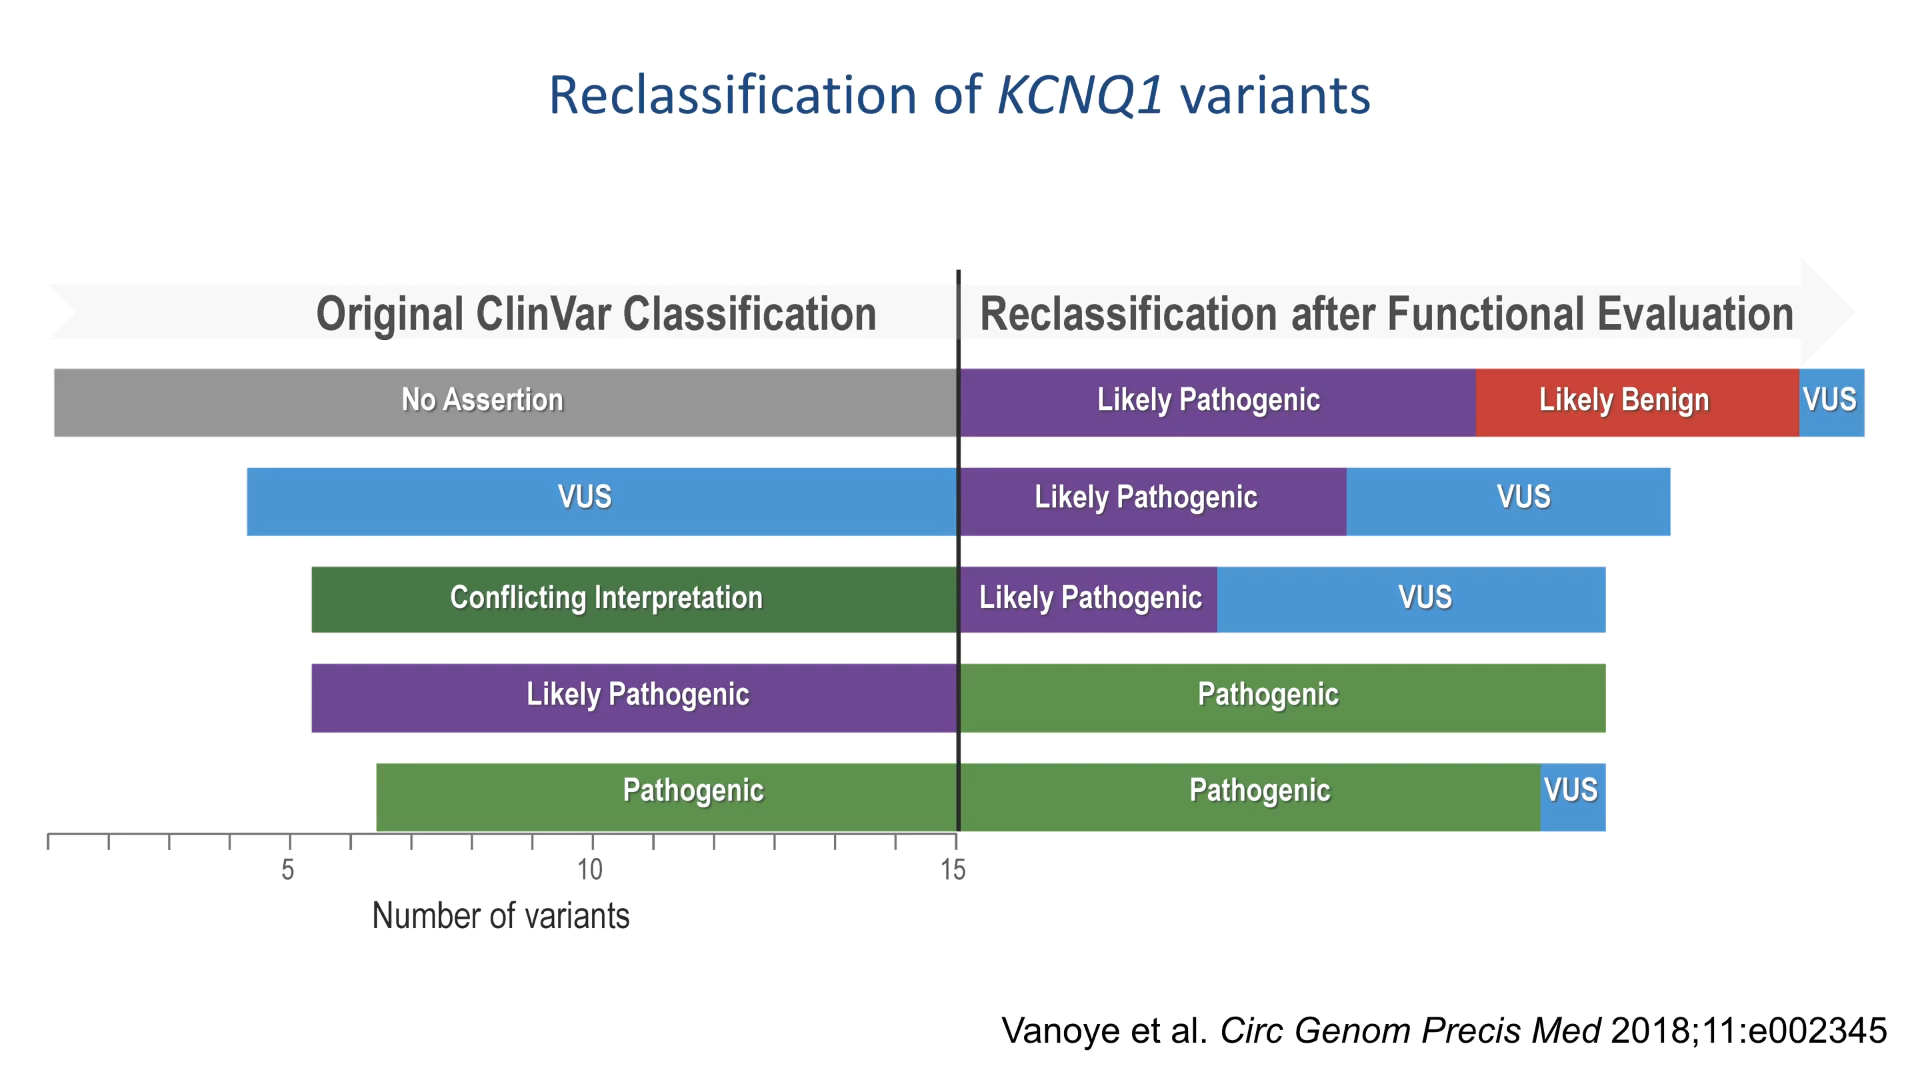 Reclassification of KCNQ1 variants
Original ClinVar Classification
Reclassification after Functional Evaluation
No Assertion
Likely Pathogenic
Likely Benign
VUS
VUS
Likely Pathogenic
VUS
Conflicting Interpretation
Likely Pathogenic
VUS
Likely Pathogenic
Pathogenic
Pathogenic
Pathogenic
VUS
5
10
15
Number of variants
Vanoye et al. Circ Genom Precis Med 2018;11:e002345